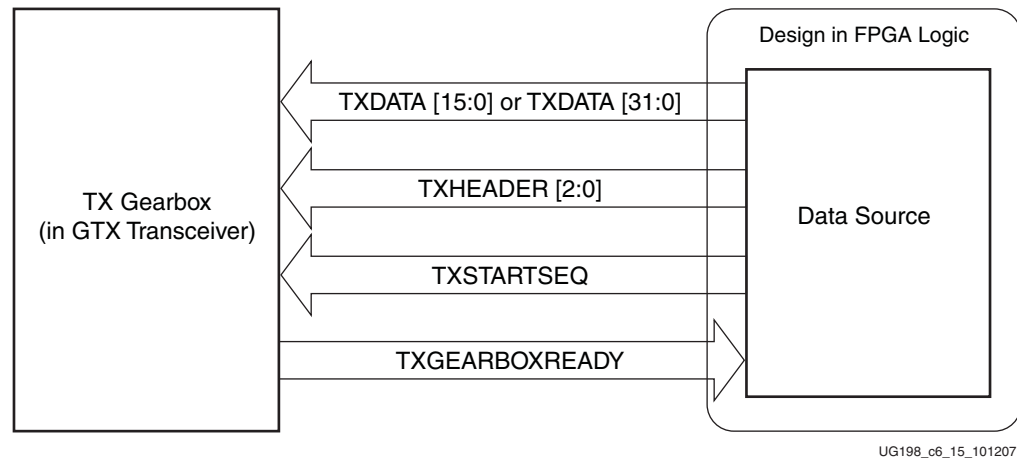 Design in FPGA Logic
TXDATA [15:0] or TXDATA [31:0]
TXHEADER [2:0]
TX Gearbox
(in GTX Transceiver)
Data Source
TXSTARTSEQ
TXGEARBOXREADY
UG198_c6_15_101207